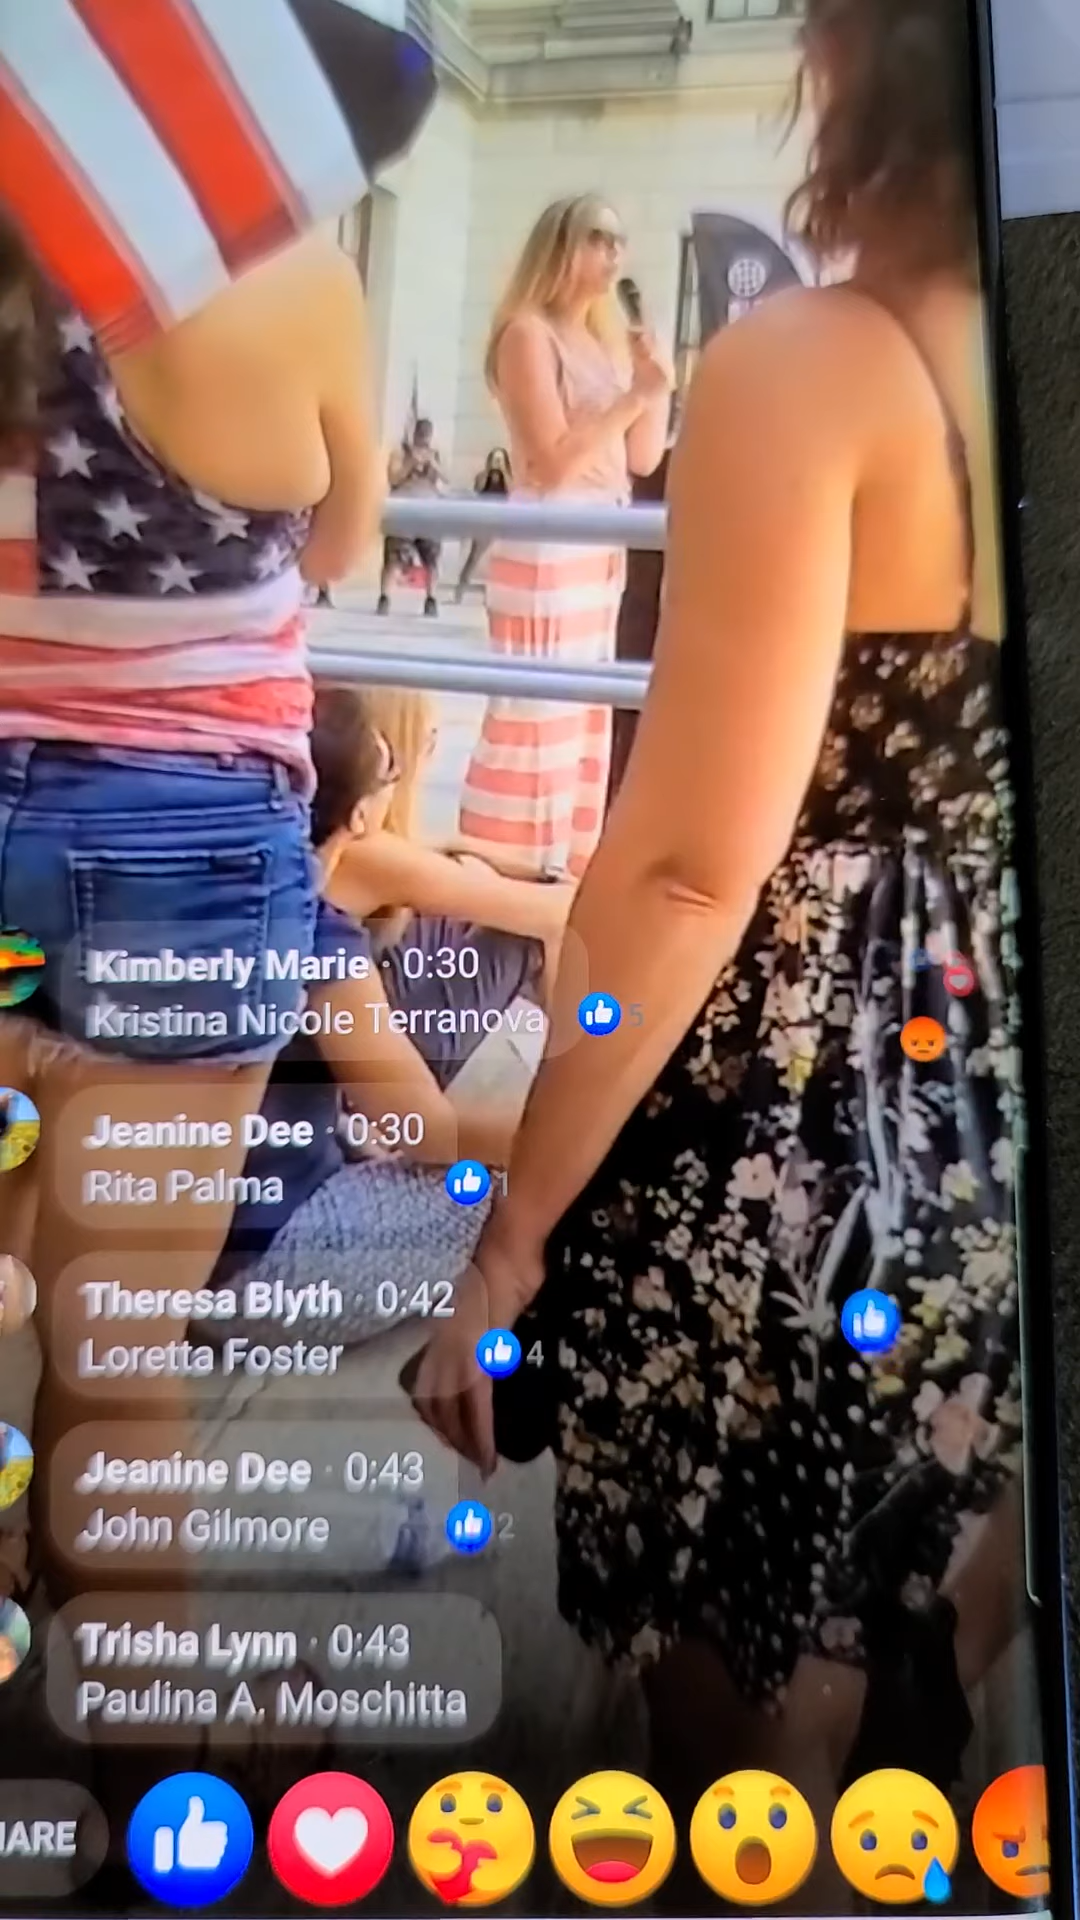 Kimberly Marie · 0:30
Kristina Nicole Terranova
5
Jeanine Dee · 0:30
Rita Palma
1
Theresa Blyth · 0:42
Loretta Foster
4
Jeanine Dee · 0:43
John Gilmore
2
Trisha Lynn · 0:43
Paulina A. Moschitta
HARE